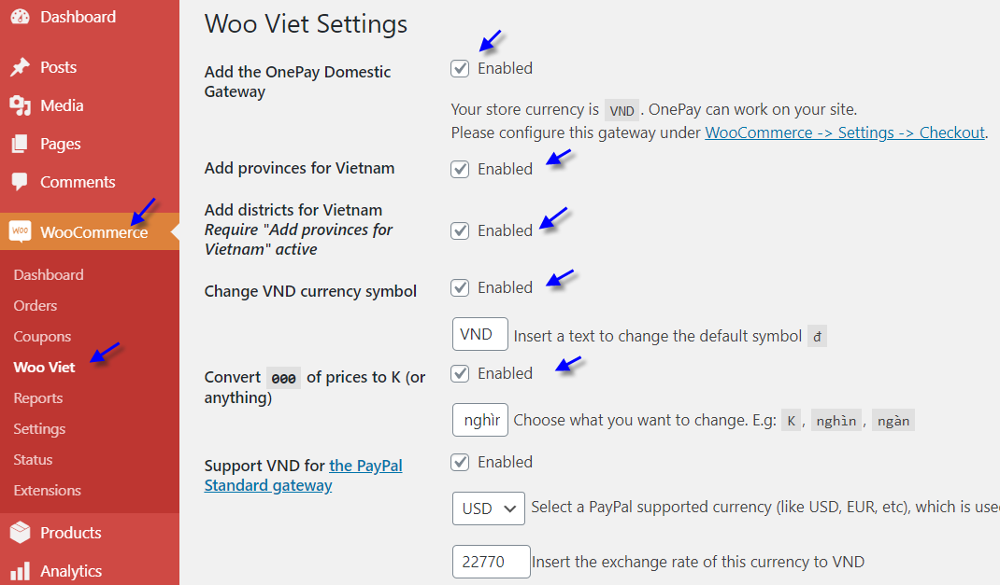 Dashboard
Posts
Media
Pages
Comments
woo WooCommerce
Dashboard
Orders
Coupons
Woo Viet
Reports
Settings
Status
Extensions
Products
Analytics
Woo Viet Settings
Add the OnePay Domestic
Gateway
Enabled
Your store currency is VND. OnePay can work on your site.
Please configure this gateway under WooCommerce -> Settings -> Checkout.
Add provinces for Vietnam
Enabled
Add districts for Vietnam
Require "Add provinces for
Vietnam" active
Enabled
Change VND currency symbol
Enabled
VND Insert a text to change the default symbol đ
Convert 000 of prices to K (or
anything)
Enabled
nghìn Choose what you want to change. E.g: K, nghìn, ngàn
Support VND for the PayPal
Standard gateway
Enabled
USD Select a PayPal supported currency (like USD, EUR, etc), which is use
22770 Insert the exchange rate of this currency to VND